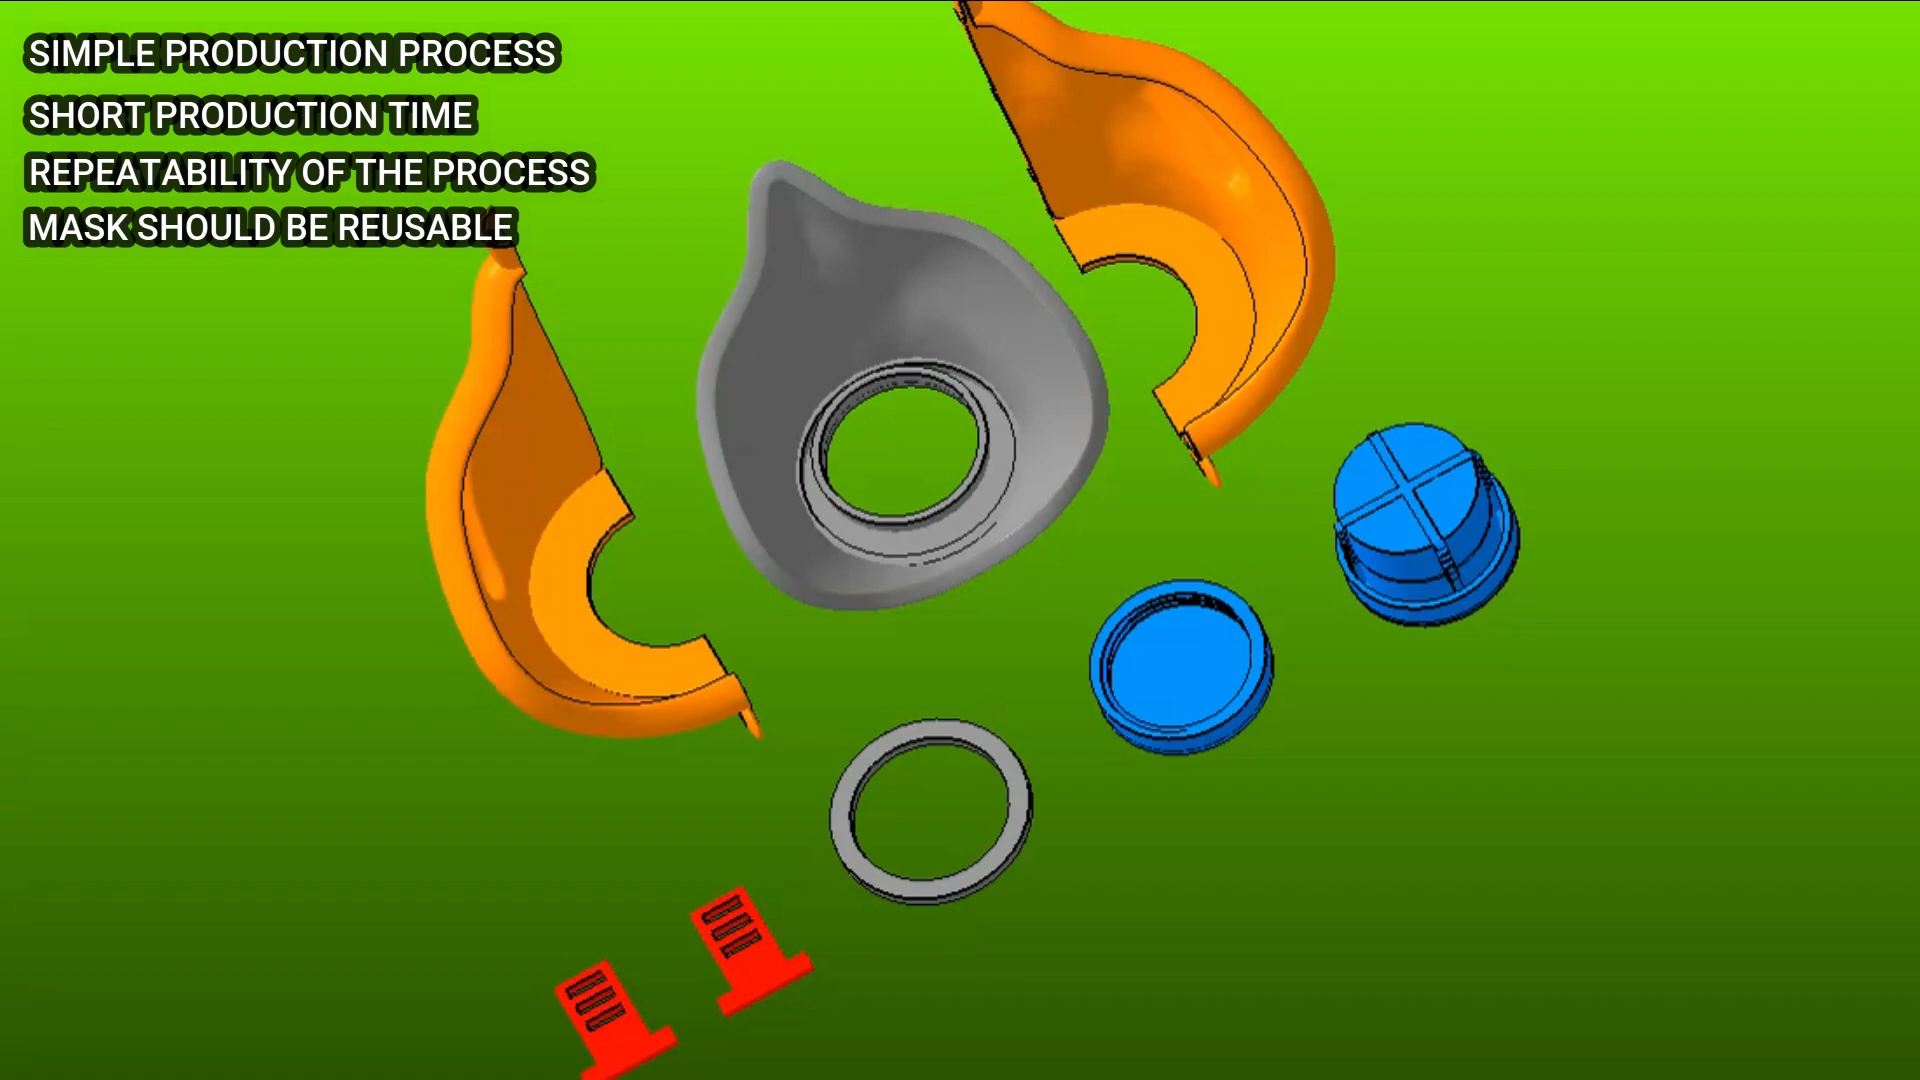 SIMPLE PRODUCTION PROCESS
SHORT PRODUCTION TIME
REPEATABILITY OF THE PROCESS
MASK SHOULD BE REUSABLE